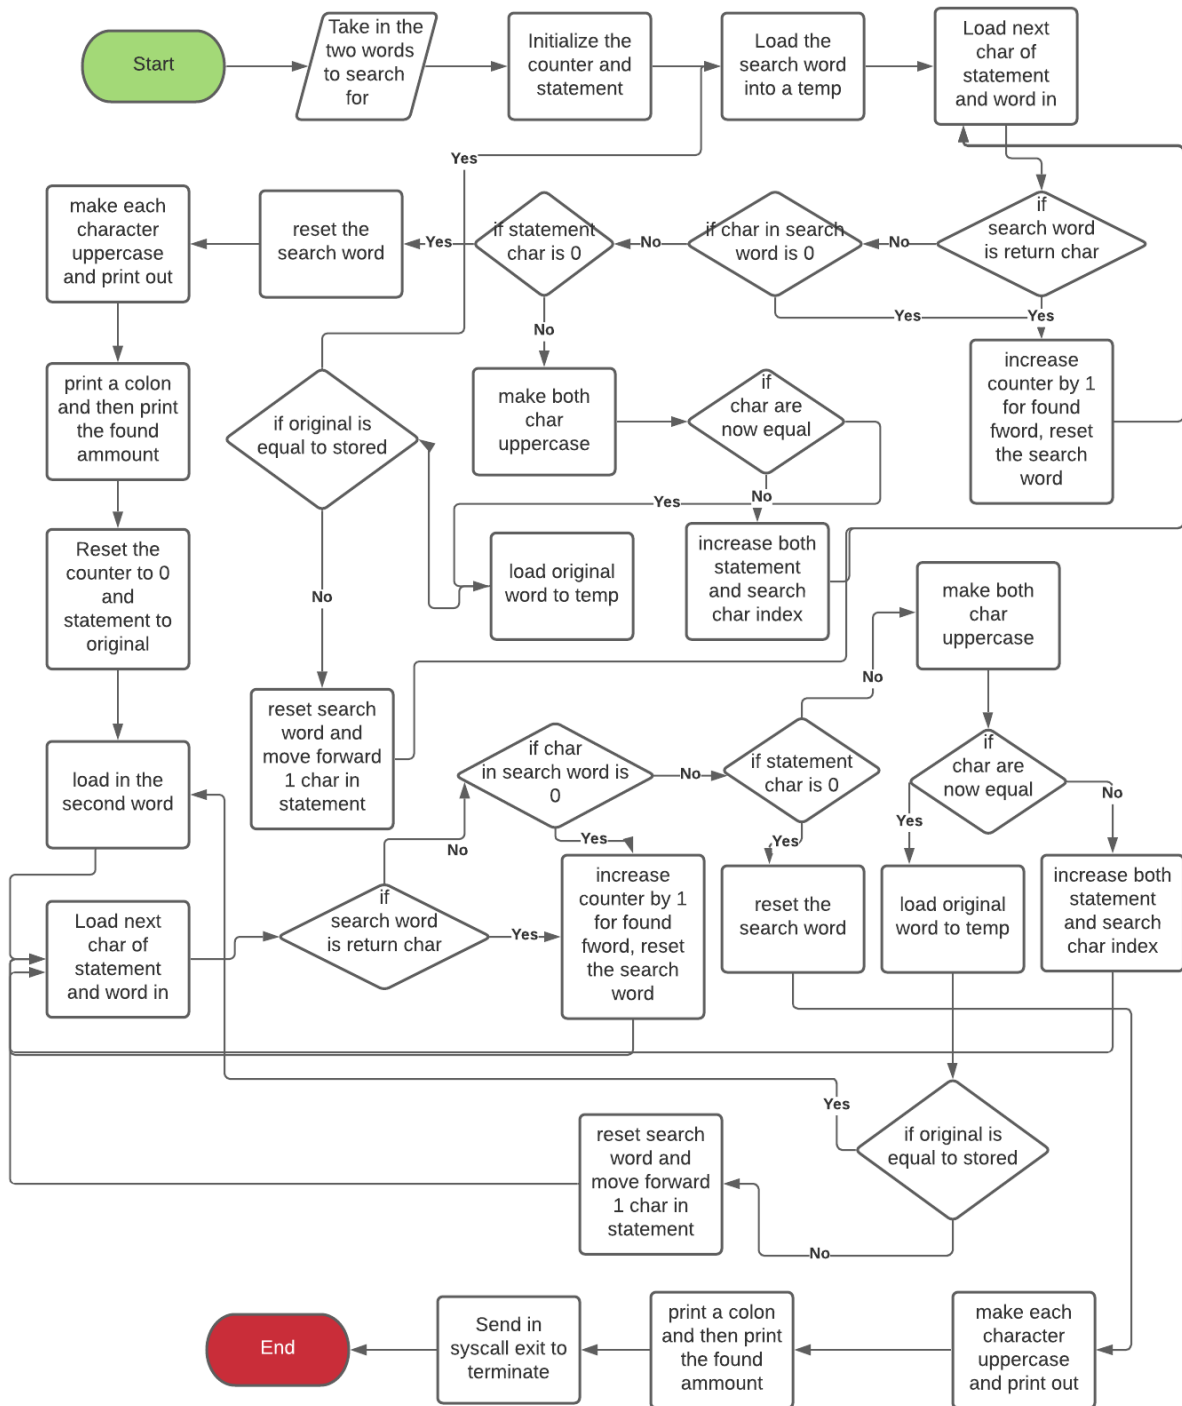 Start
Take in the
two words
to search
for
Initialize the
counter and
statement
Load the
search word
into a temp
Load next
char of
statement
and word in
Yes
make each
character
uppercase
and print out
reset the
search word
Yes
if statement
char is 0
No
if char in search
word is 0
No
if
search word
is return char
No
Yes
Yes
print a colon
and then print
the found
ammount
if original is
equal to stored
make both
char
uppercase
if
char are
now equal
increase
counter by 1
for found
fword, reset
the search
word
Yes
No
Reset the
counter to 0
and
statement to
original
No
load original
word to temp
increase both
statement
and search
char index
make both
char
uppercase
No
reset search
word and
move forward
1 char in
statement
load in the
second word
if char
in search word is
0
No
if statement
char is 0
if
char are
now equal
No
Yes
No
Yes
Yes
Load next
char of
statement
and word in
if
search word
is return char
Yes
increase
counter by 1
for found
fword, reset
the search
word
reset the
search word
load original
word to temp
increase both
statement
and search
char index
Yes
reset search
word and
move forward
1 char in
statement
if original is
equal to stored
No
End
Send in
syscall exit to
terminate
print a colon
and then print
the found
ammount
make each
character
uppercase
and print out